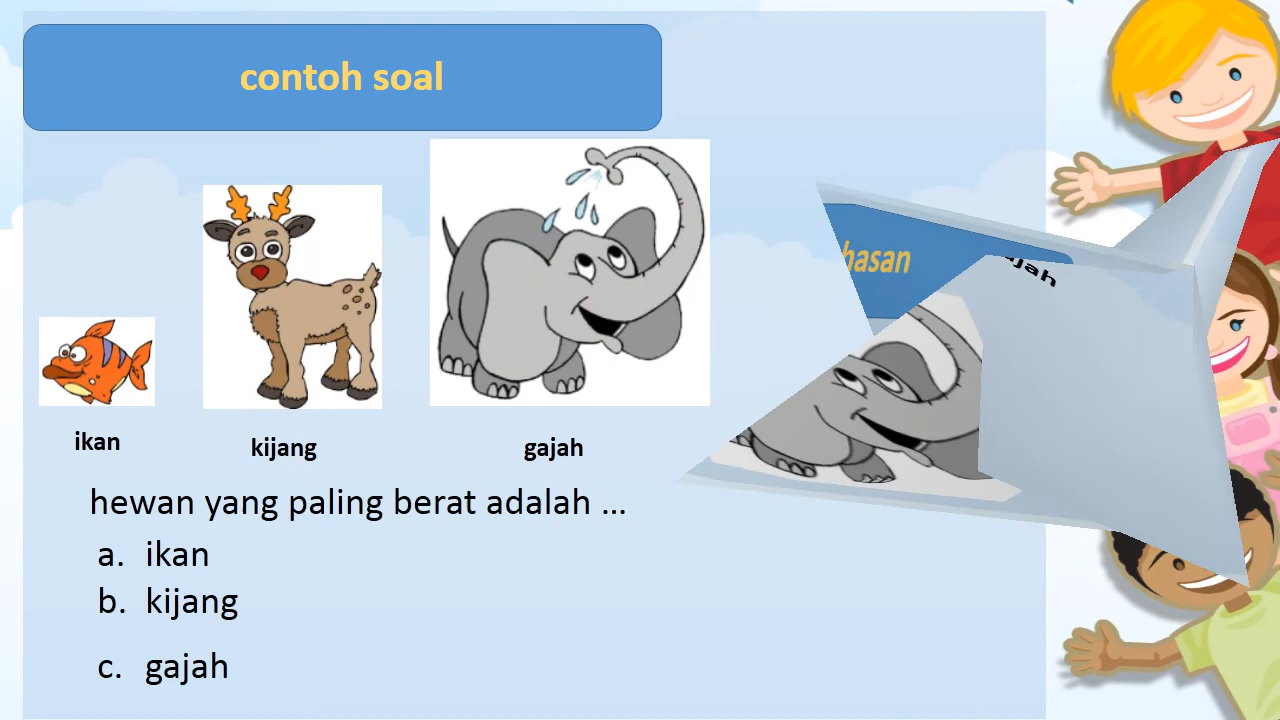 contoh soal
ikan
kijang
gajah
hewan yang paling berat adalah ...
a. ikan
b. kijang
c. gajah